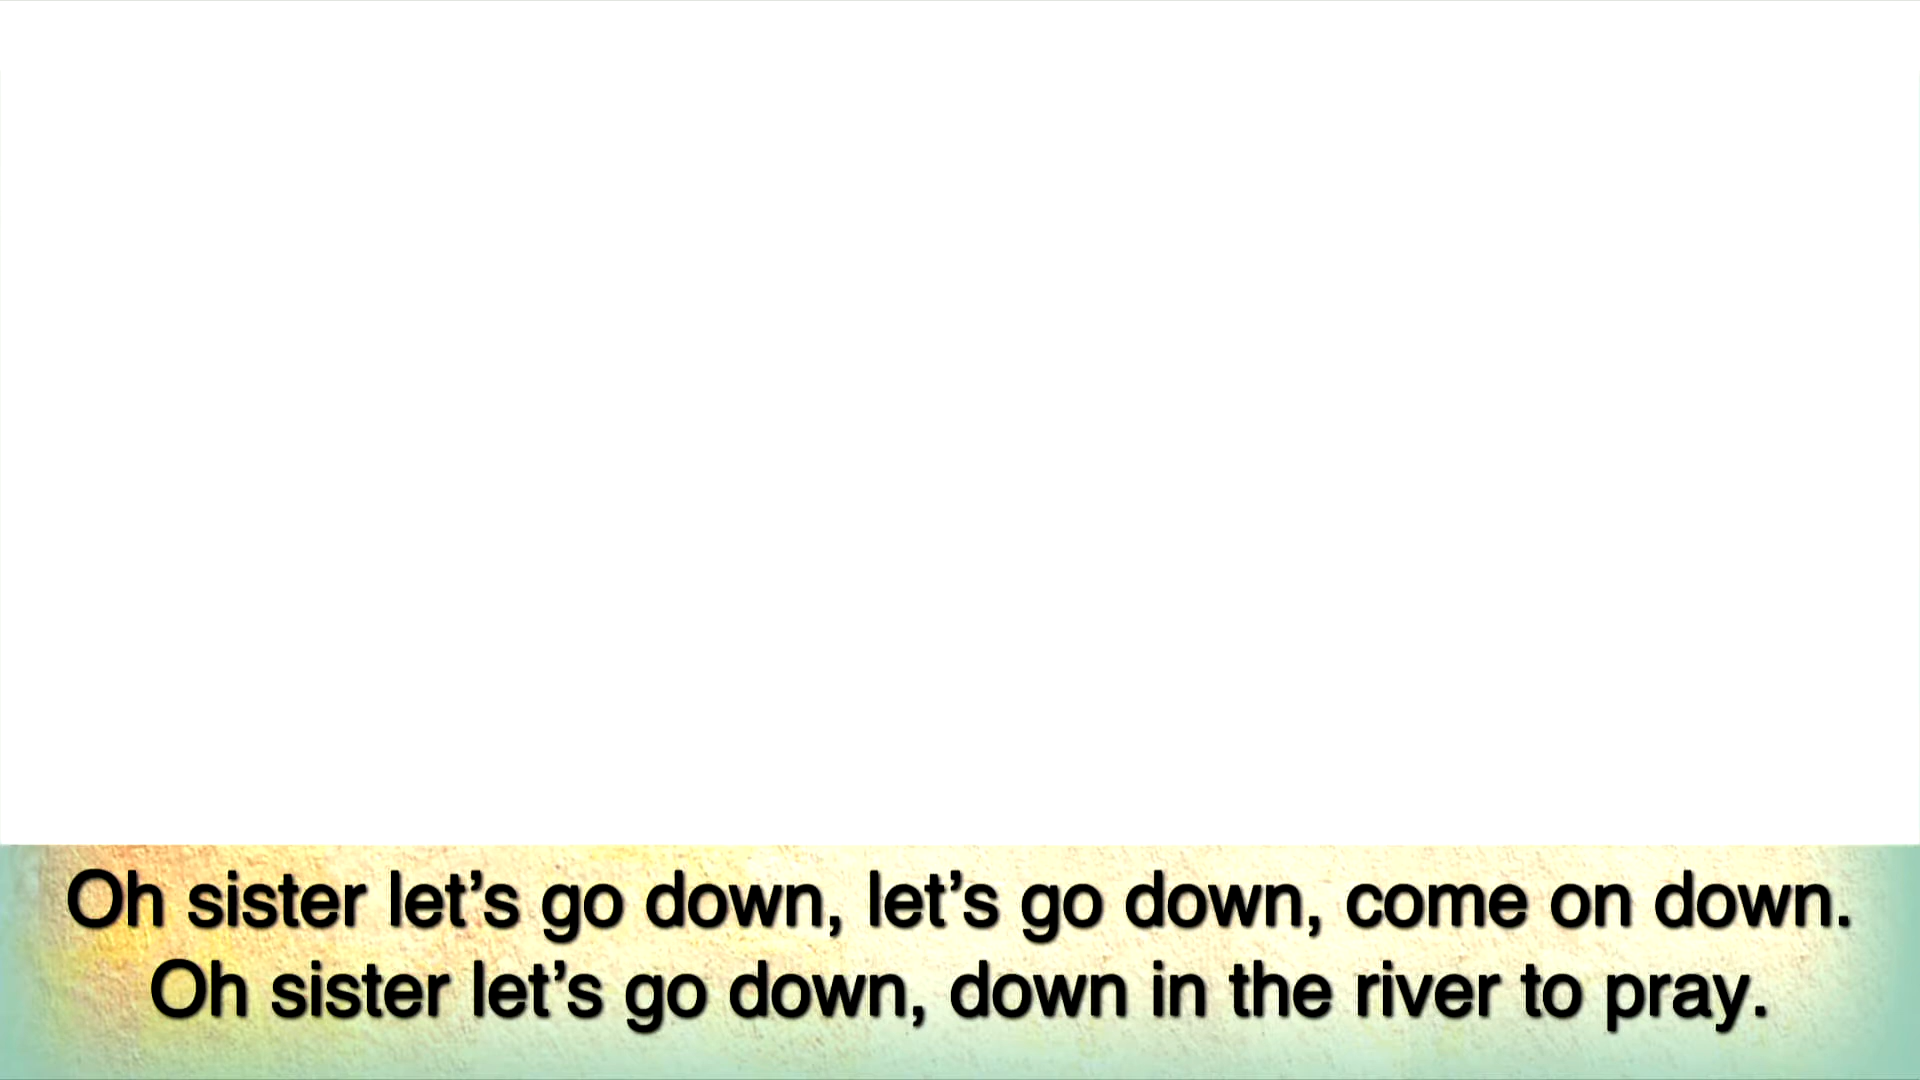 Oh sister let’s go down, let’s go down, come on down.
Oh sister let’s go down, down in the river to pray.